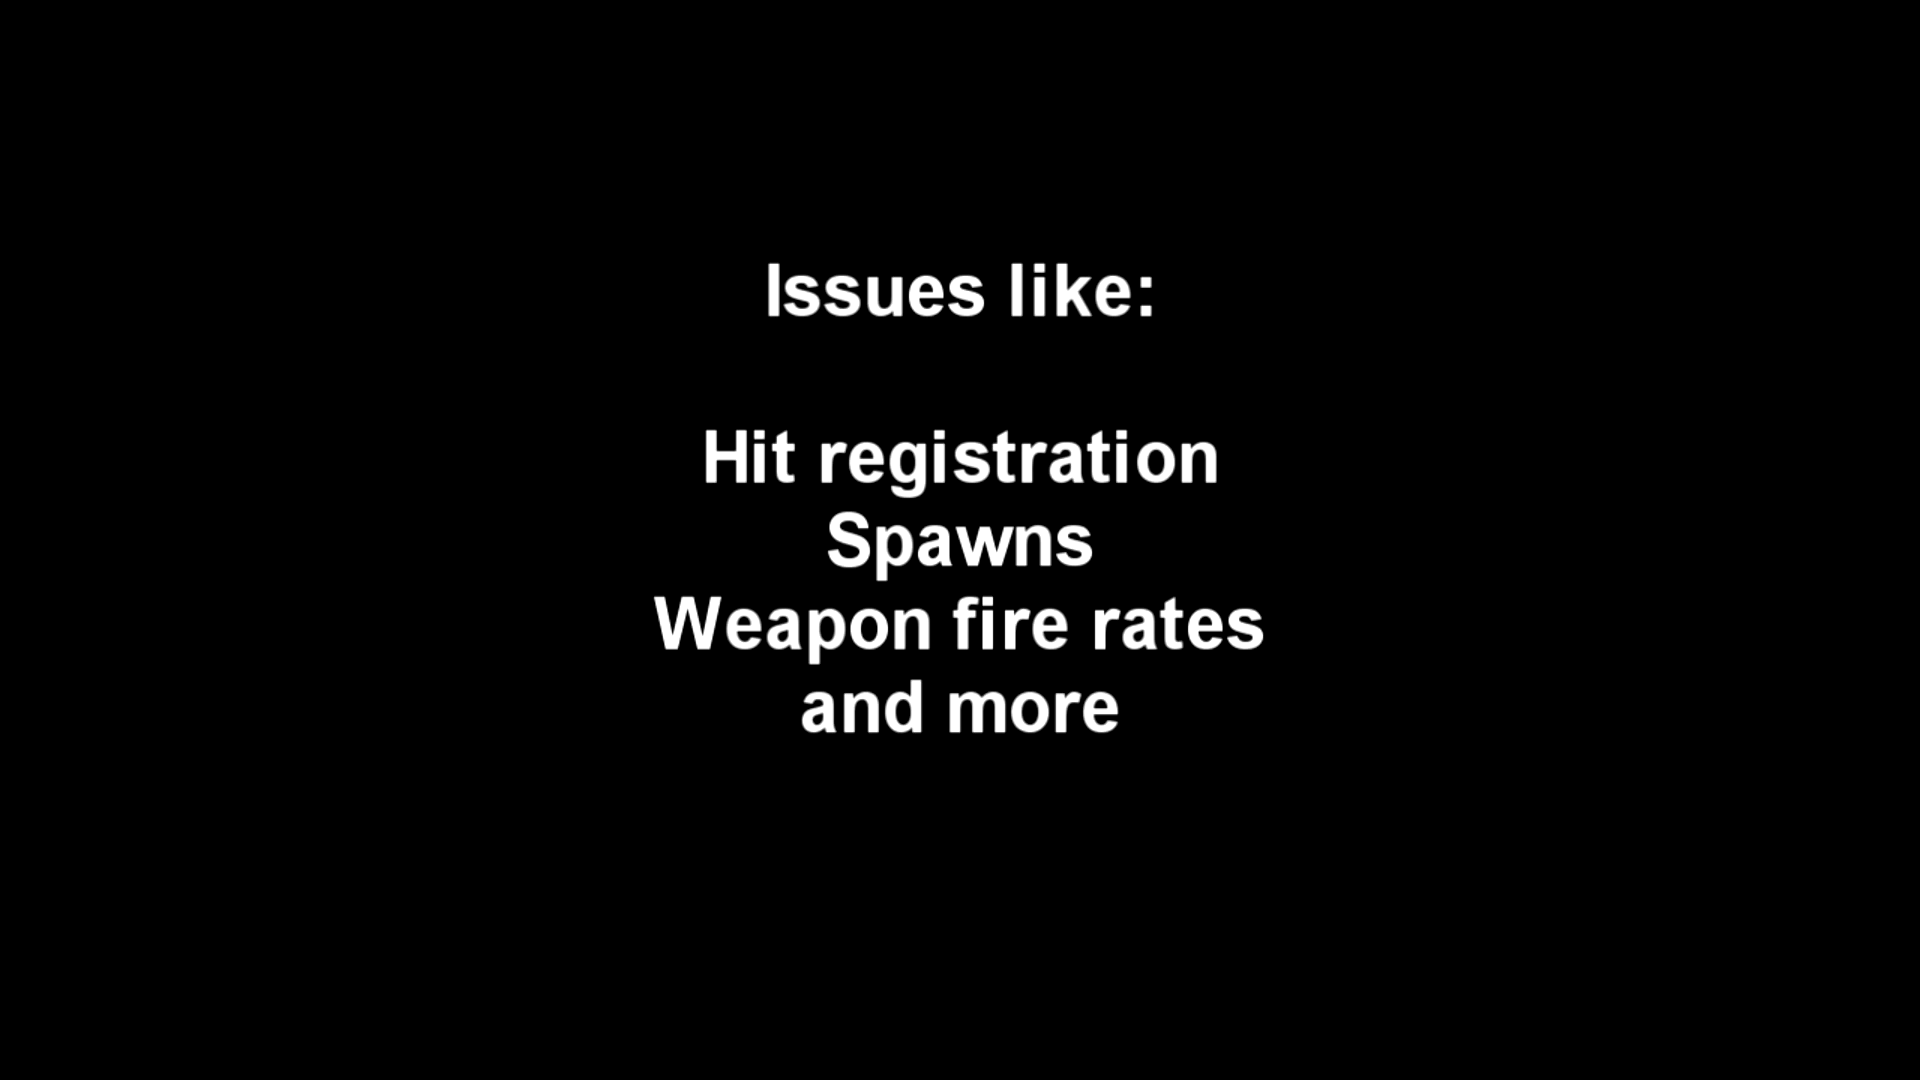 Issues like:
Hit registration
Spawns
Weapon fire rates
and more